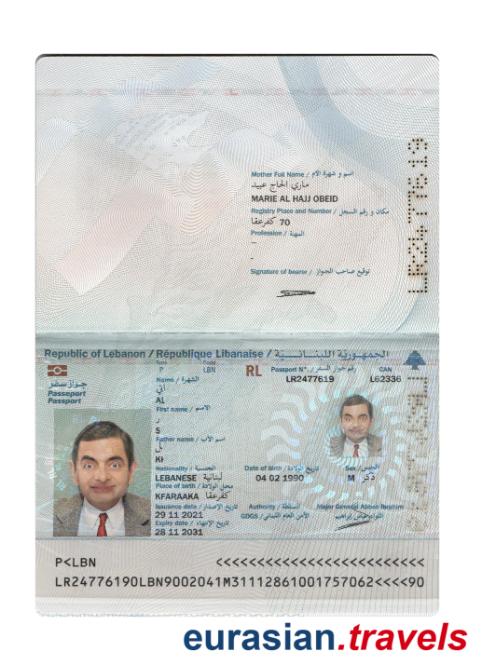 Mother Full Name / اسم و شهرة الأم
ماري الحاج عبيد
MARIE AL HAJJ OBEID
Registry Place and Number / مكان و رقم السجل
70 كفرعقا
Profession / المهنة
Signature of bearer / توقيع صاحب الجواز
LR2477619
Republic of Lebanon / République Libanaise / الجمهورية اللبنانية
جواز سفر
Passeport
Passport
P LBN RL Passport N°. / رقم جواز السفر CAN
LR2477619 L62336
Name / الشهرة
AL
First name / الاسم
S
Father name / اسم الأب
Nationality / الجنسية Date of Birth / تاريخ الولادة Sex / الجنس
LEBANESE لبنانية 04 02 1990 M ذكر
Place of birth / محل الولادة
KFARAAKA كفرعقا
Issuance date / تاريخ الإصدار Authority / السلطة Major General Abbas Ibrahim
29 11 2021 GDGS / الأمن العام اللبناني اللواء عباس ابراهيم
Expiry date / تاريخ الإنتهاء
28 11 2031
P<LBN <<<<<<<<<<<<<<<<<<<<<<<<<<
LR24776190LBN9002041M31112861001757062<<<<90
eurasian.travels